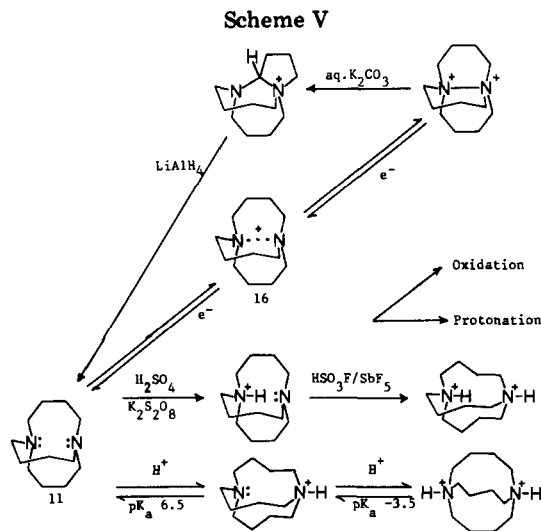 Scheme V
H
N
N
+
aq.K2CO3
+
N
N
+
LiAlH4
e-
+
N
N
16
Oxidation
Protonation
e-
H2SO4
K2S2O8
+
N-H
:N
HSO3F/SbF5
+
N-H
+
N-H
N:
:N
11
H+
pKa 6.5
N:
+
N-H
H+
pKa -3.5
+
H-N
+
N-H